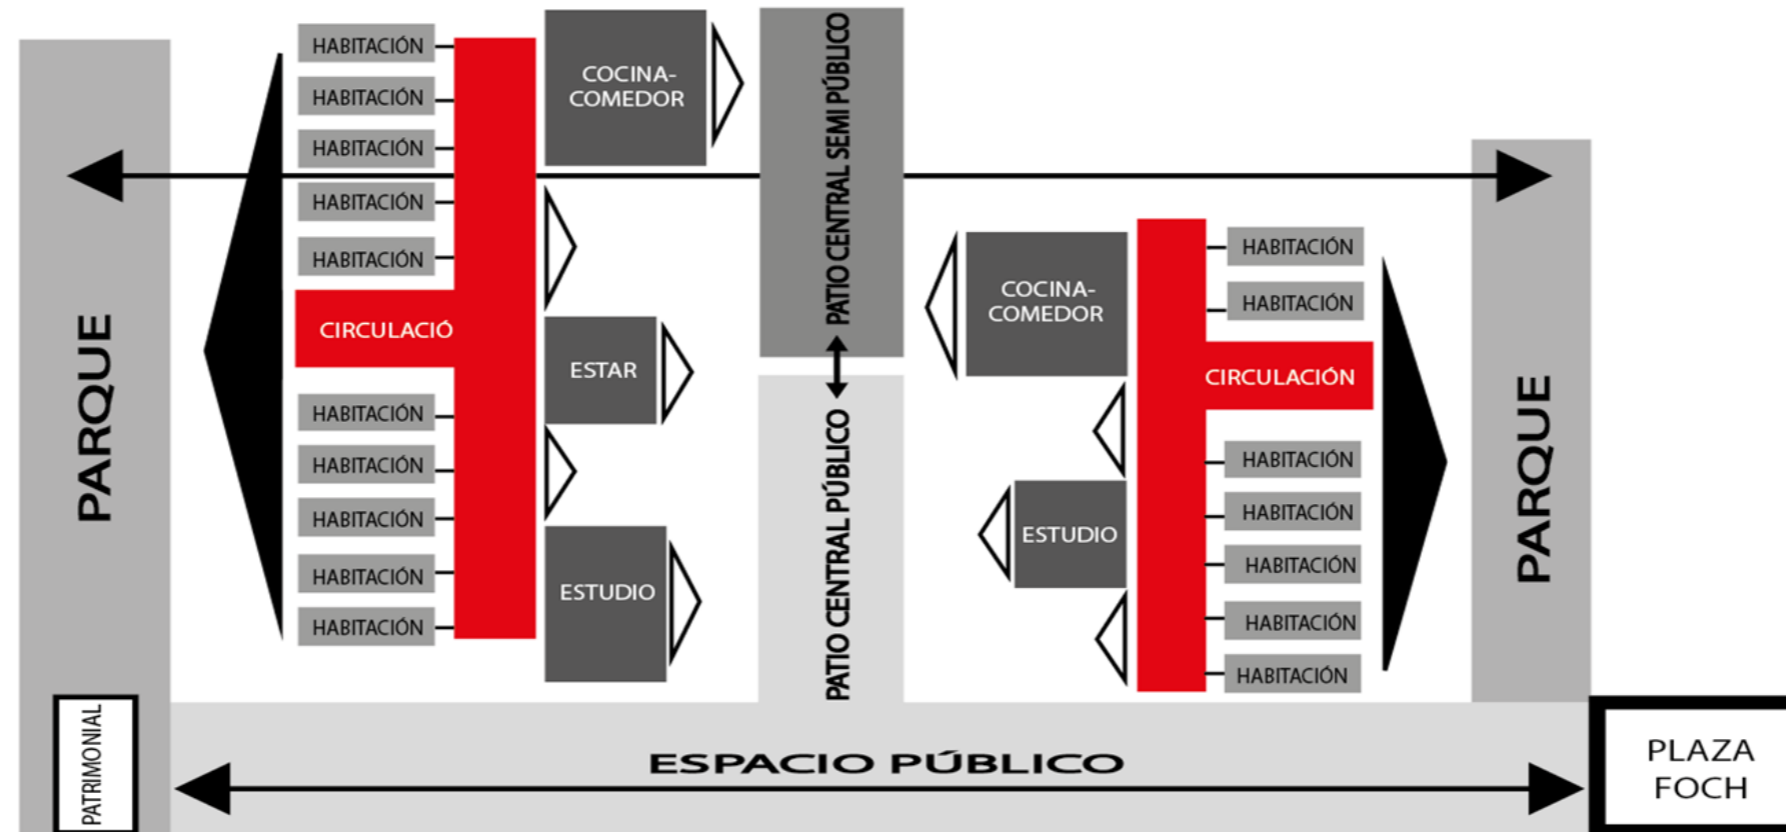 PARQUE
PATRIMONIAL
HABITACIÓN
HABITACIÓN
HABITACIÓN
HABITACIÓN
HABITACIÓN
CIRCULACIÓ
HABITACIÓN
HABITACIÓN
HABITACIÓN
HABITACIÓN
HABITACIÓN
COCINA-
COMEDOR
ESTAR
ESTUDIO
PATIO CENTRAL SEMI PÚBLICO
PATIO CENTRAL PÚBLICO
COCINA-
COMEDOR
ESTUDIO
HABITACIÓN
HABITACIÓN
CIRCULACIÓN
HABITACIÓN
HABITACIÓN
HABITACIÓN
HABITACIÓN
HABITACIÓN
PARQUE
ESPACIO PÚBLICO
PLAZA
FOCH